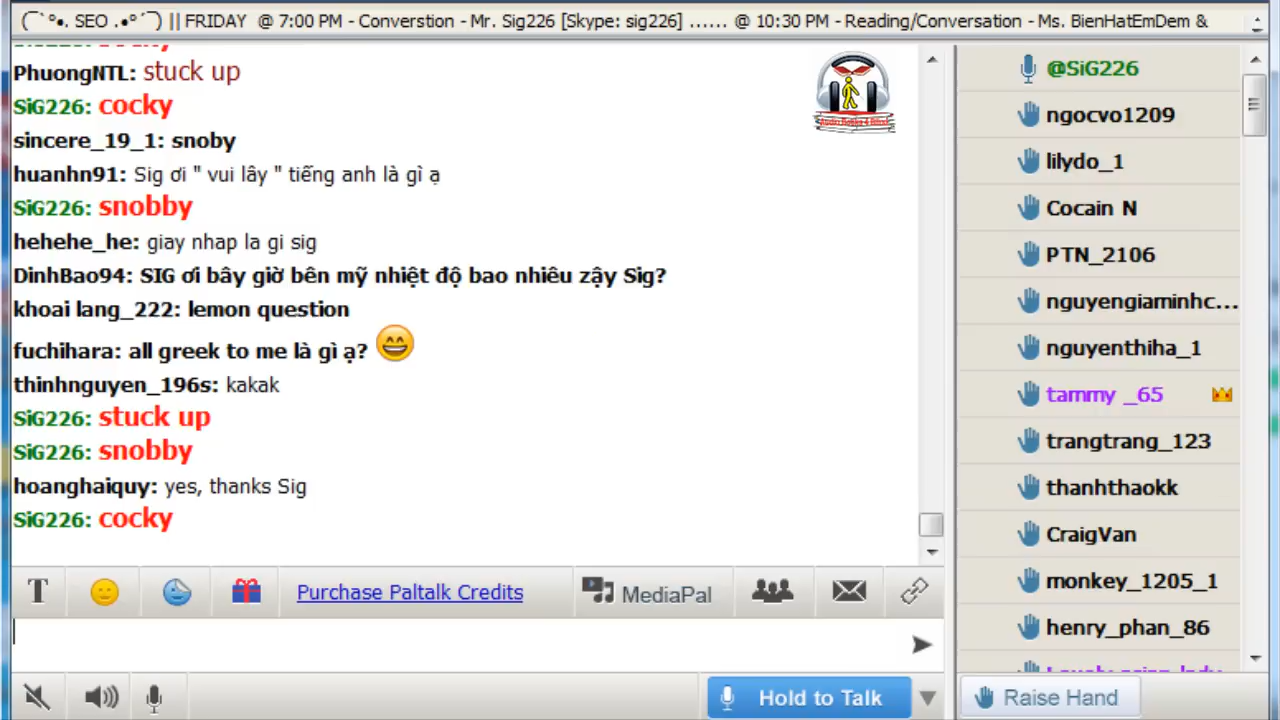 (¯`°•. SEO .•°´¯) || FRIDAY @ 7:00 PM - Converstion - Mr. Sig226 [Skype: sig226] ...... @ 10:30 PM - Reading/Conversation - Ms. BienHatEmDem &
PhuongNTL: stuck up
SiG226: cocky
sincere_19_1: snoby
huanhn91: Sig ơi " vui lây " tiếng anh là gì ạ
SiG226: snobby
hehehe_he: giay nhap la gi sig
DinhBao94: SIG ơi bây giờ bên mỹ nhiệt độ bao nhiêu zậy Sig?
khoai lang_222: lemon question
fuchihara: all greek to me là gì ạ? 😄
thinhnguyen_196s: kakak
SiG226: stuck up
SiG226: snobby
hoanghaiquy: yes, thanks Sig
SiG226: cocky
T
Purchase Paltalk Credits
MediaPal
Hold to Talk
@SiG226
ngocvo1209
lilydo_1
Cocain N
PTN_2106
nguyengiaminhc...
nguyenthiha_1
tammy _65
trangtrang_123
thanhthaokk
CraigVan
monkey_1205_1
henry_phan_86
Raise Hand